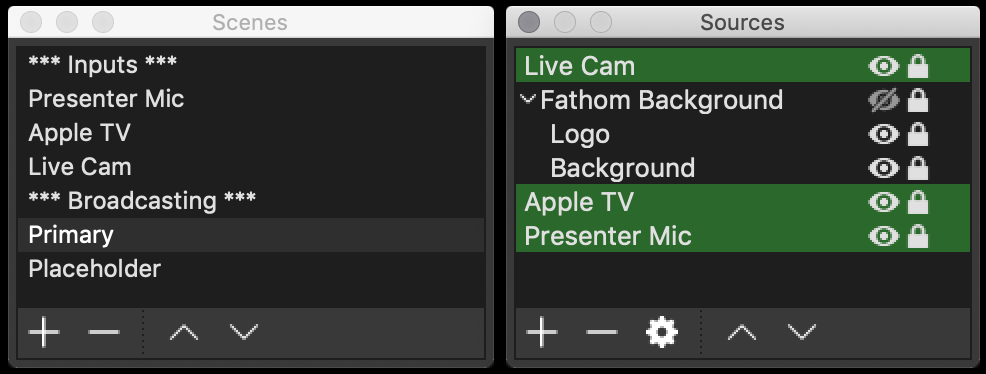 Scenes
*** Inputs ***
Presenter Mic
Apple TV
Live Cam
*** Broadcasting ***
Primary
Placeholder
Sources
Live Cam
Fathom Background
Logo
Background
Apple TV
Presenter Mic